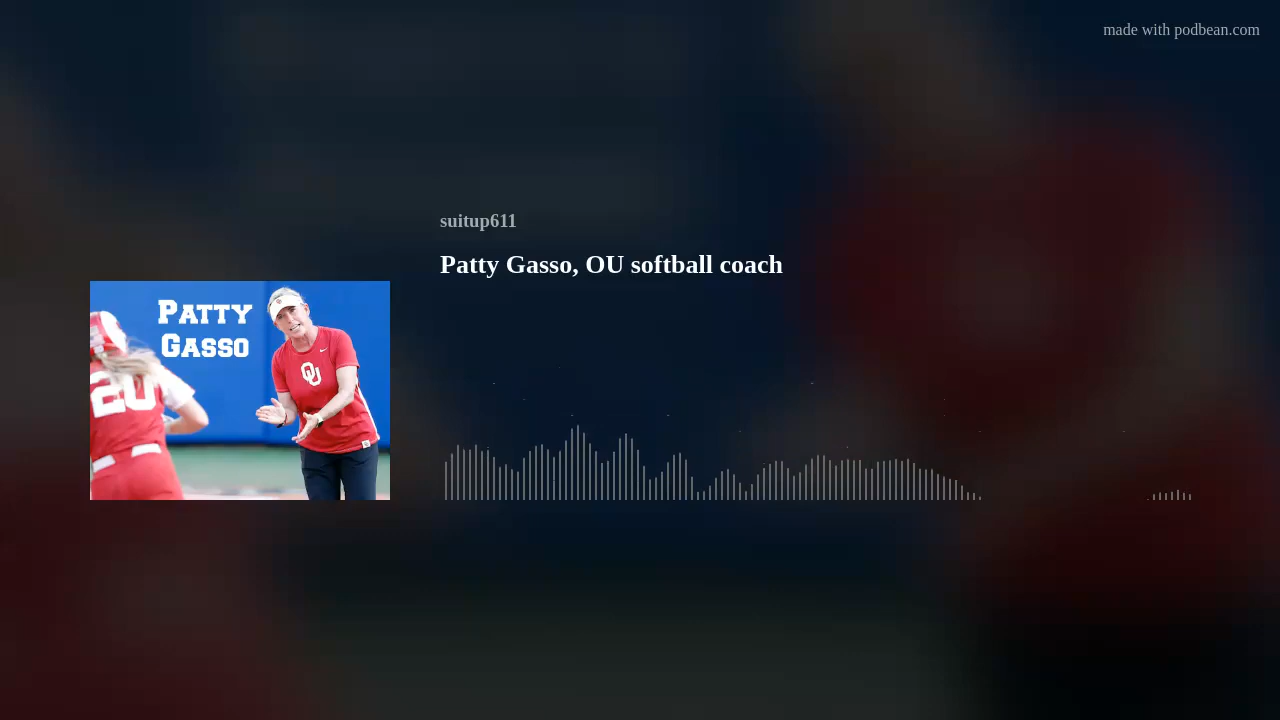 made with podbean.com
suitup611
Patty Gasso, OU softball coach
Patty
Gasso
OU
20